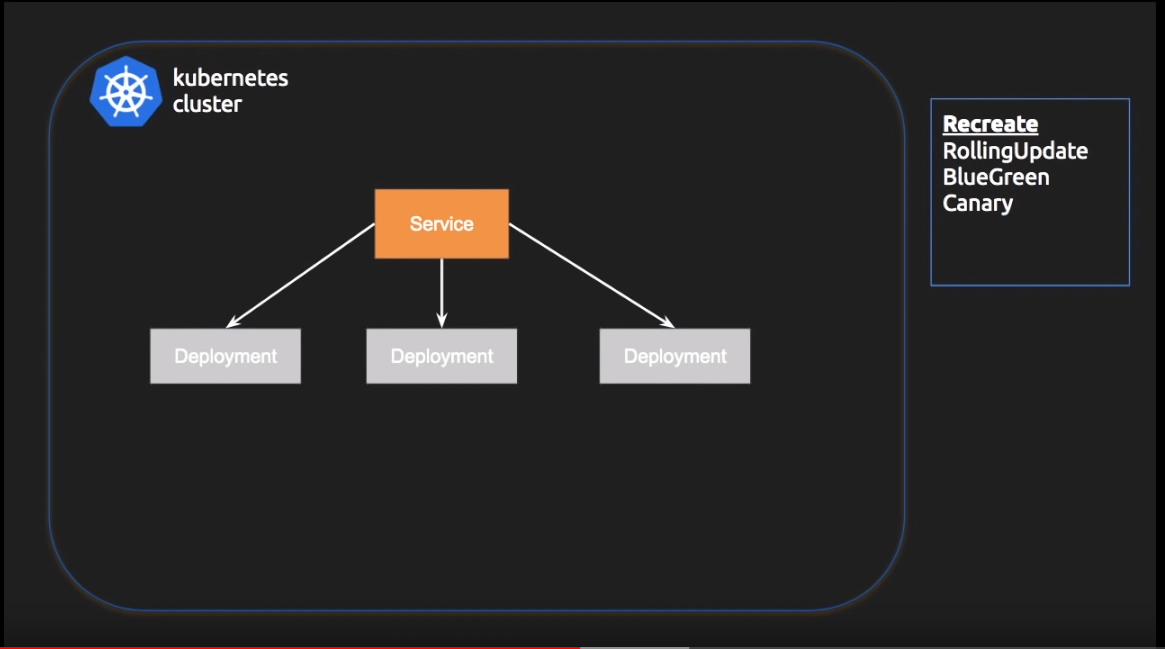 kubernetes
cluster
Recreate
RollingUpdate
BlueGreen
Canary
Service
Deployment
Deployment
Deployment